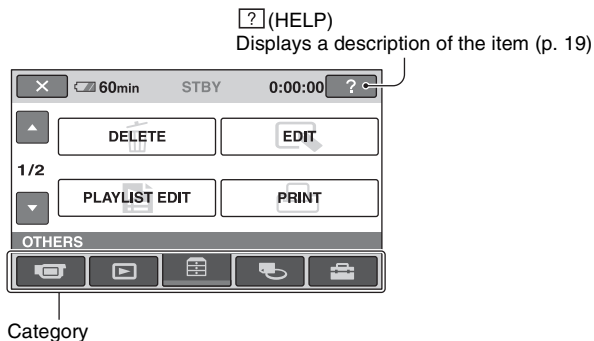 ? (HELP)
Displays a description of the item (p. 19)
60min STBY 0:00:00 ?
DELETE EDIT
1/2
PLAYLIST EDIT PRINT
OTHERS
Category